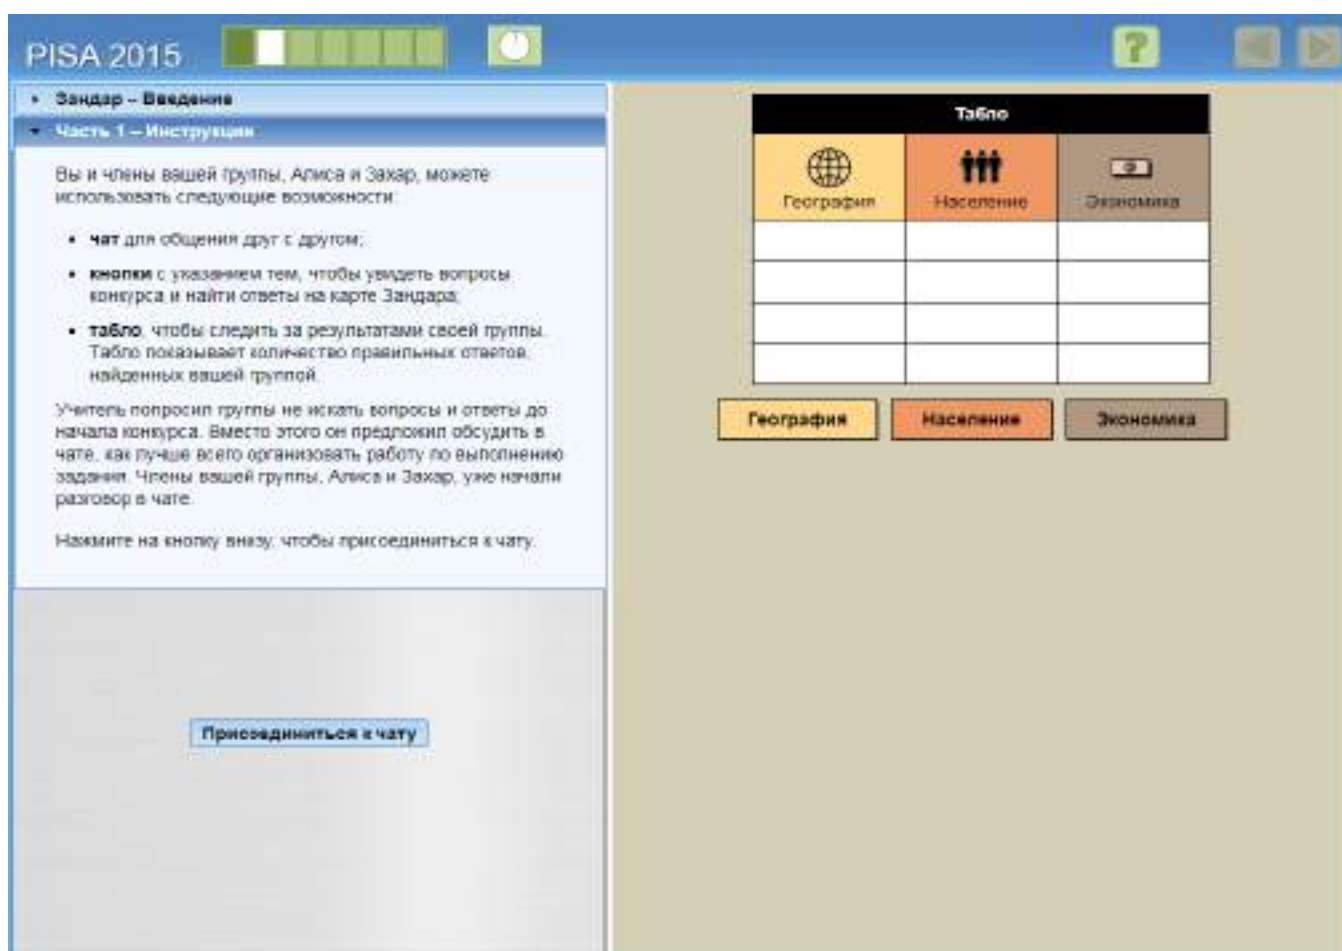 PISA 2015
?
Зандар – Введение
Часть 1 – Инструкции
Вы и члены вашей группы, Алиса и Захар, можете
использовать следующие возможности:
• чат для общения друг с другом;
• кнопки с указанием тем, чтобы увидеть вопросы
конкурса и найти ответы на карте Зандара;
• табло, чтобы следить за результатами своей группы.
Табло показывает количество правильных ответов,
найденных вашей группой.
Учитель попросил группы не искать вопросы и ответы до
начала конкурса. Вместо этого он предложил обсудить в
чате, как лучше всего организовать работу по выполнению
задания. Члены вашей группы, Алиса и Захар, уже начали
разговор в чате.
Нажмите на кнопку внизу, чтобы присоединиться к чату.
Присоединиться к чату
Табло
География Население Экономика
География Население Экономика